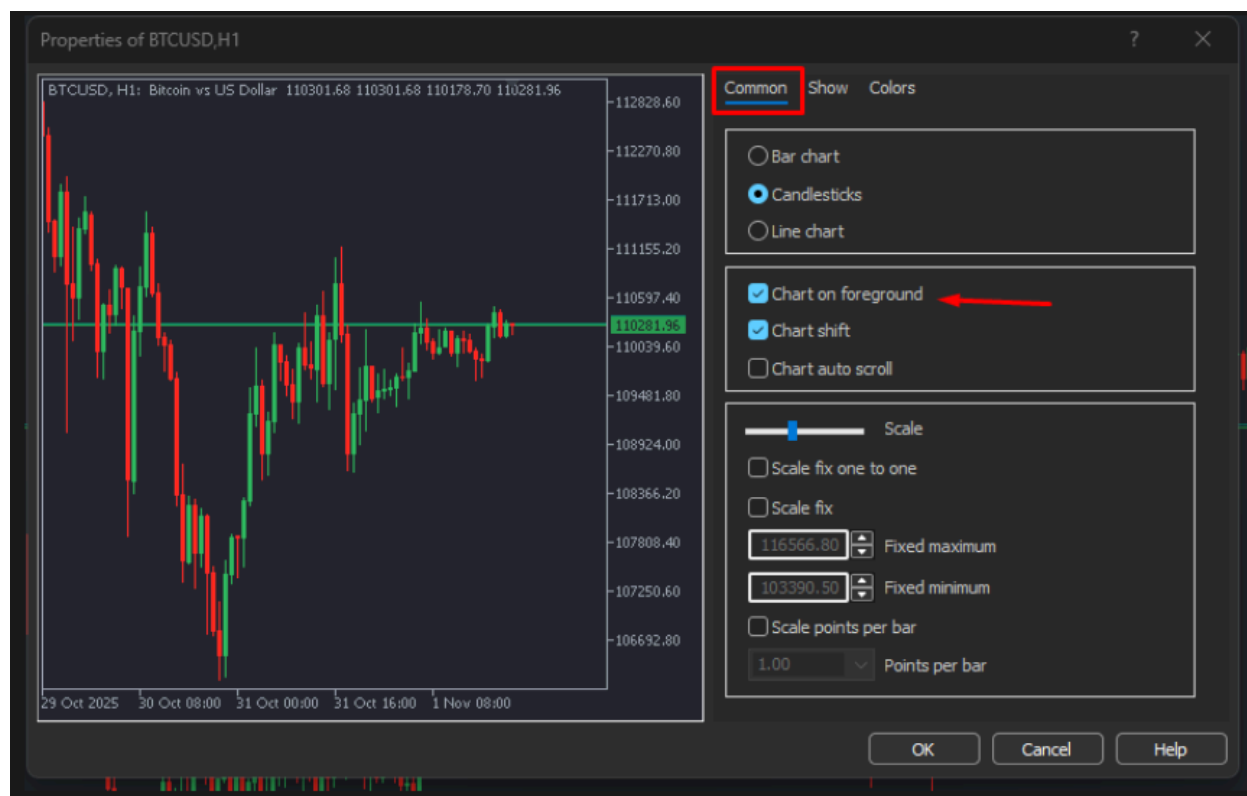 Properties of BTCUSD,H1
?
BTCUSD, H1: Bitcoin vs US Dollar 110301.68 110301.68 110178.70 110281.96
112828.60
112270.80
111713.00
111155.20
110597.40
110281.96
110039.60
109481.80
108924.00
108366.20
107808.40
107250.60
106692.80
29 Oct 2025 30 Oct 08:00 31 Oct 00:00 31 Oct 16:00 1 Nov 08:00
Common Show Colors
Bar chart
Candlesticks
Line chart
Chart on foreground
Chart shift
Chart auto scroll
Scale
Scale fix one to one
Scale fix
116566.80 Fixed maximum
103390.50 Fixed minimum
Scale points per bar
1.00 Points per bar
OK Cancel Help